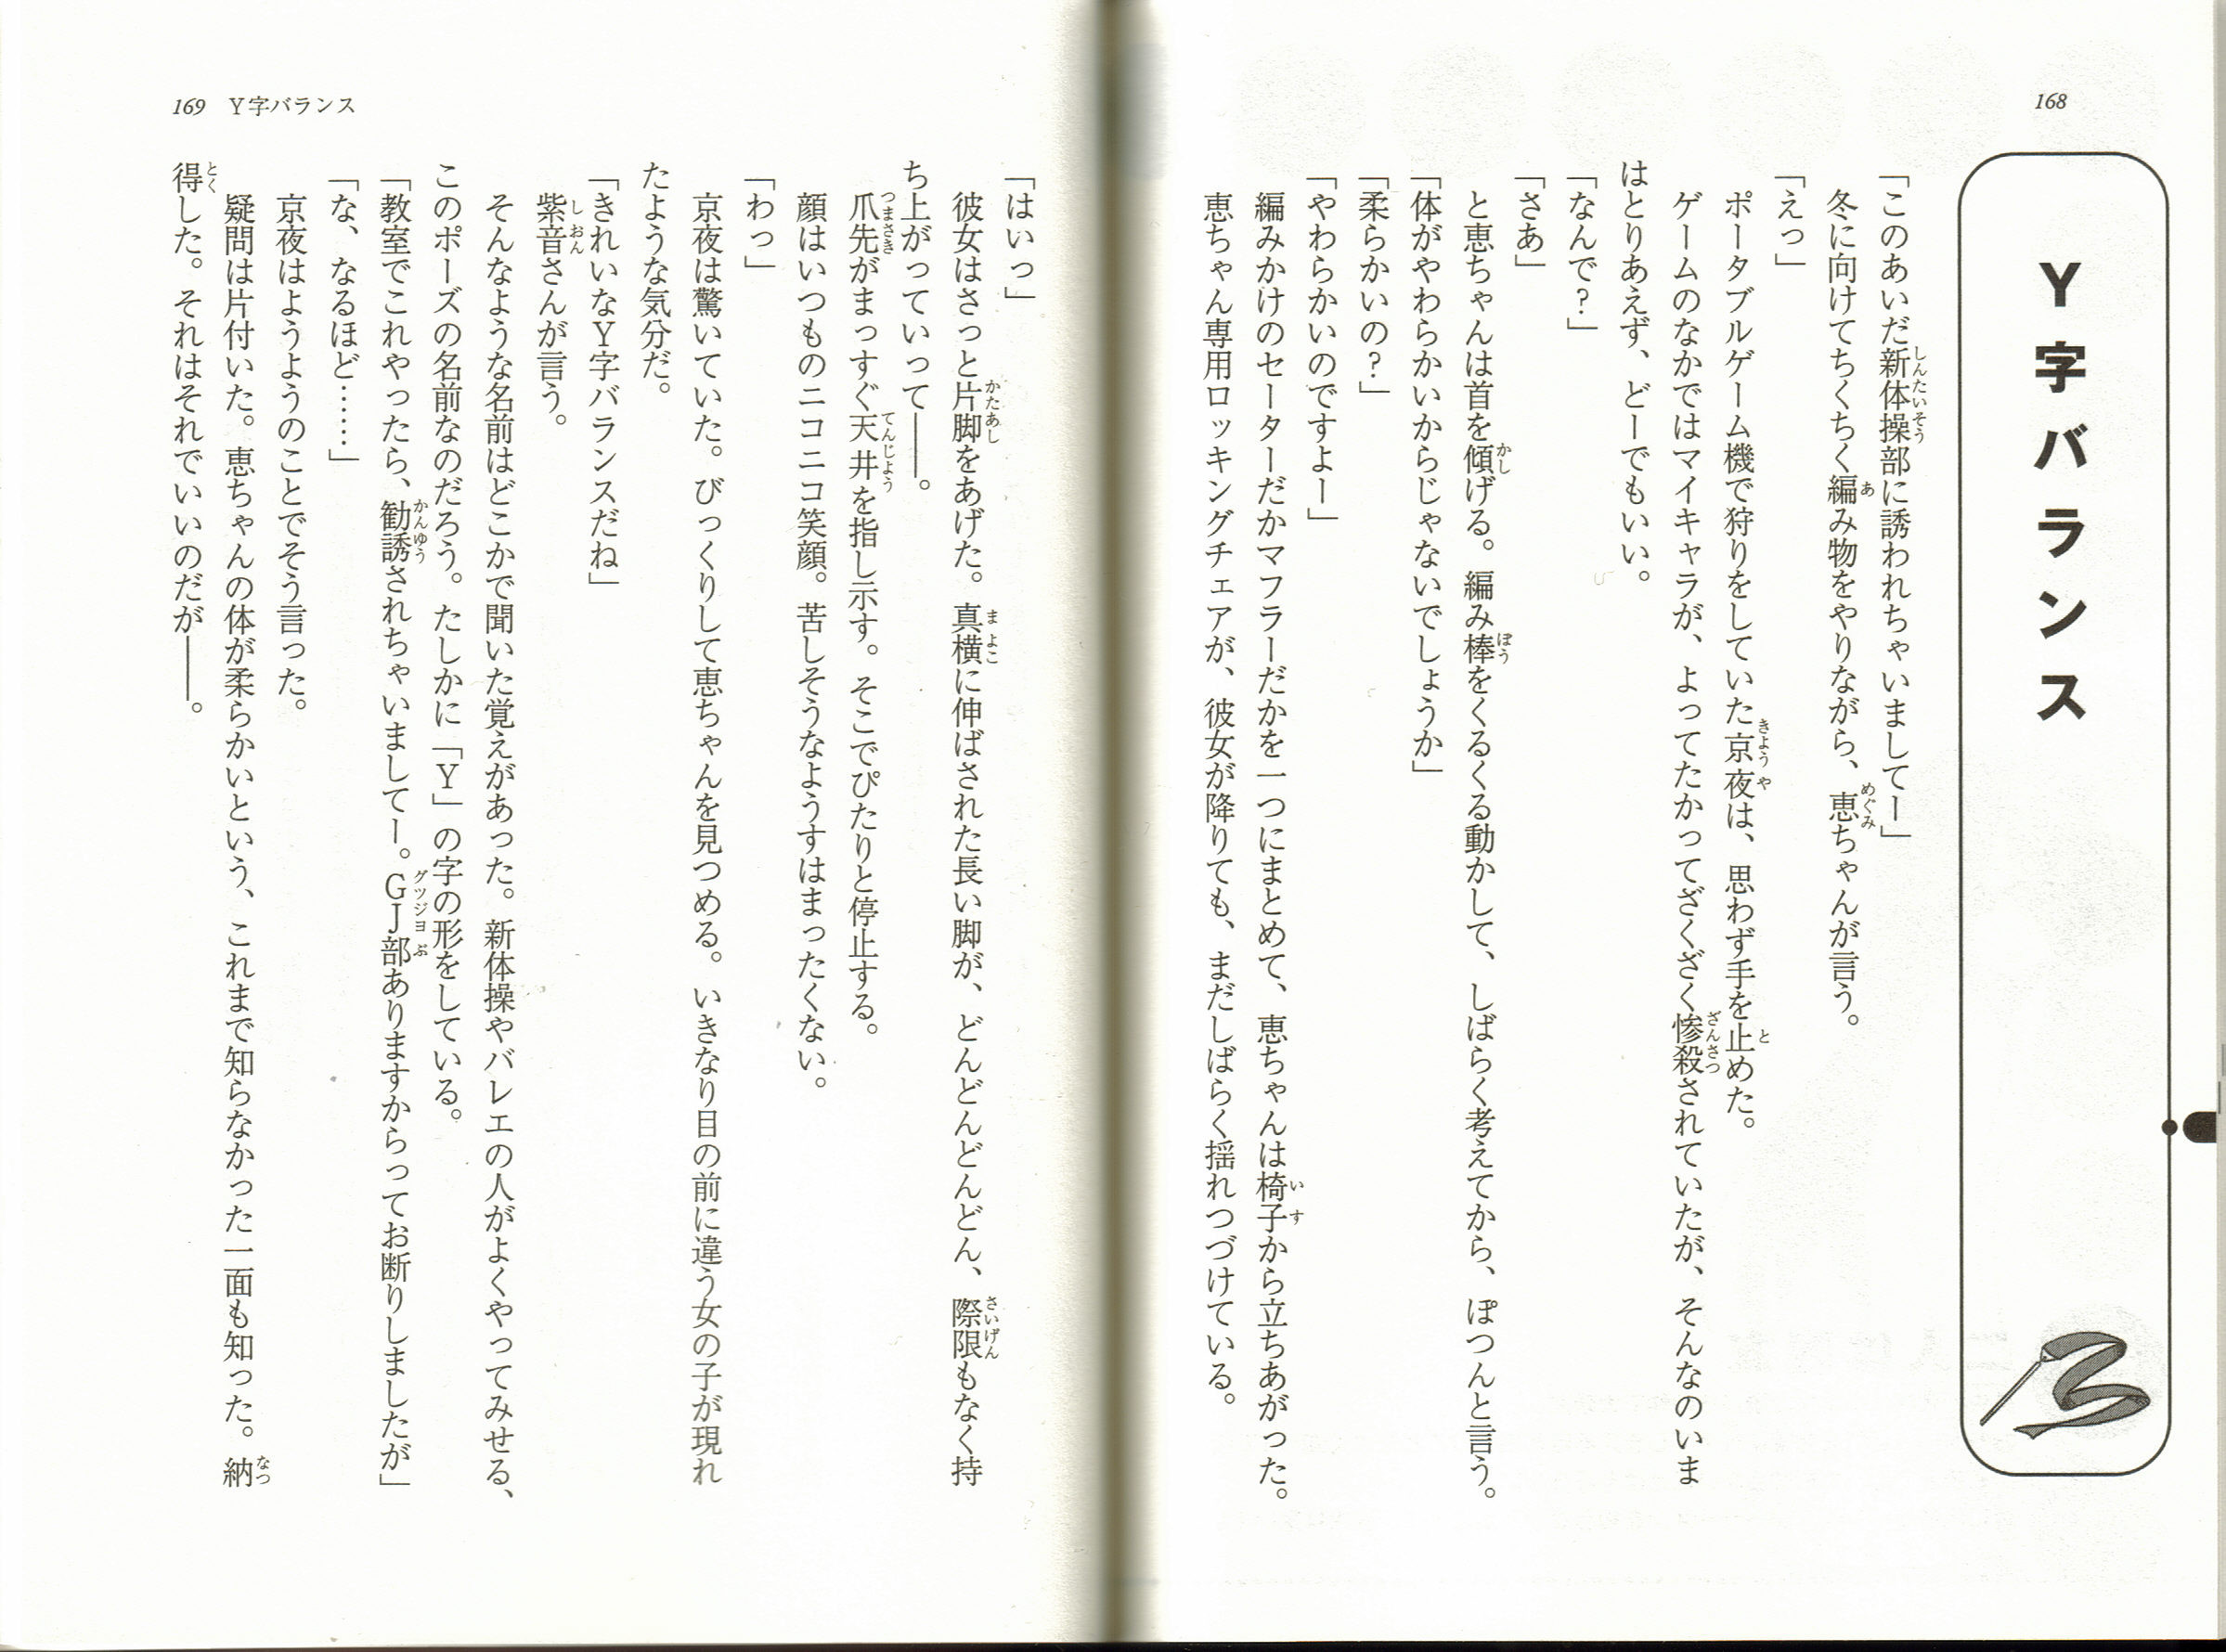 168
Y字バランス
「このあいだ新体操部に誘われちゃいましてー」
冬に向けてちくちく編み物をやりながら、恵ちゃんが言う。
「えっ」
ポータブルゲーム機で狩りをしていた京夜は、思わず手を止めた。
ゲームのなかではマイキャラが、よってたかってざくざく惨殺されていたが、そんなのいま
はとりあえず、どーでもいい。
「なんで?」
「さあ」
と恵ちゃんは首を傾げる。編み棒をくるくる動かして、しばらく考えてから、ぽつんと言う。
「体がやわらかいからじゃないでしょうか」
「柔らかいの?」
「やわらかいのですよー」
編みかけのセーターだかマフラーだかを一つにまとめて、恵ちゃんは椅子から立ちあがった。
恵ちゃん専用ロッキングチェアが、彼女が降りても、まだしばらく揺れつづけている。
169 Y字バランス
「はいっ」
彼女はさっと片脚をあげた。真横に伸ばされた長い脚が、どんどんどんどん、際限もなく持
ち上がっていって――。
爪先がまっすぐ天井を指し示す。そこでぴたりと停止する。
顔はいつものニコニコ笑顔。苦しそうなようすはまったくない。
「わっ」
京夜は驚いていた。びっくりして恵ちゃんを見つめる。いきなり目の前に違う女の子が現れ
たような気分だ。
「きれいなY字バランスだね」
紫音さんが言う。
そんなような名前はどこかで聞いた覚えがあった。新体操やバレエの人がよくやってみせる、
このポーズの名前なのだろう。たしかに「Y」の字の形をしている。
「教室でこれやったら、勧誘されちゃいましてー。GJ部ありますからってお断りしましたが」
「な、なるほど……」
京夜はようようのことでそう言った。
疑問は片付いた。恵ちゃんの体が柔らかいという、これまで知らなかった一面も知った。納
得した。それはそれでいいのだが――。